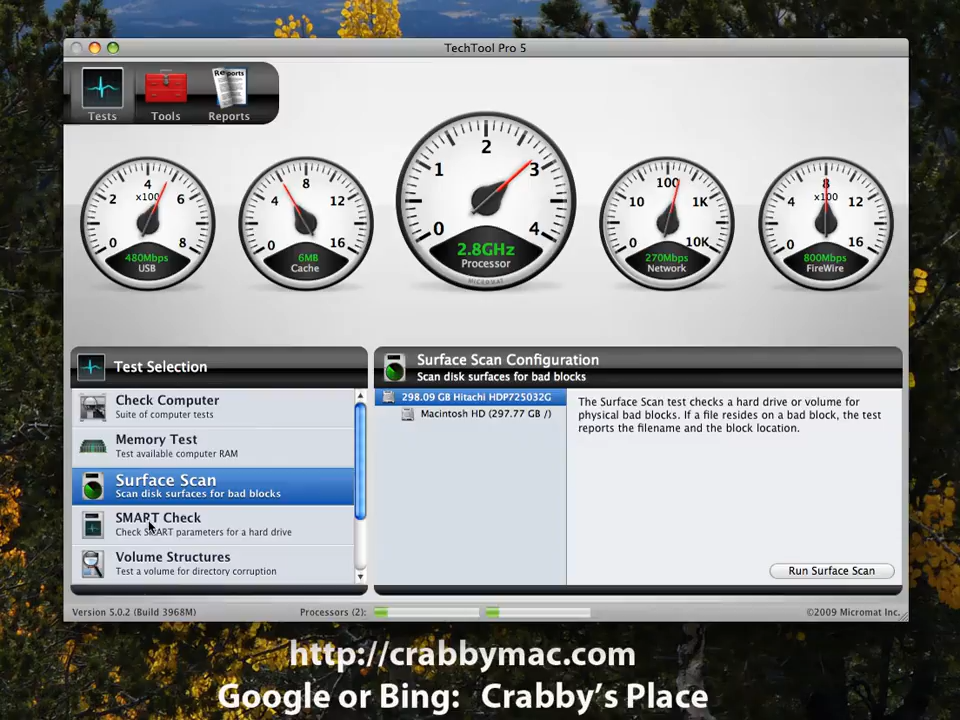 TechTool Pro 5
Reports
Tests
Tools
Reports
0 2 4 6 8
x100
480Mbps
USB
0 4 8 12 16
6MB
Cache
0 1 2 3 4
2.8GHz
Processor
MICROMAT
0 10 100 1K 10K
270Mbps
Network
0 4 8 12 16
x100
800Mbps
FireWire
Test Selection
Check Computer
Suite of computer tests
Memory Test
Test available computer RAM
Surface Scan
Scan disk surfaces for bad blocks
SMART Check
Check SMART parameters for a hard drive
Volume Structures
Test a volume for directory corruption
Surface Scan Configuration
Scan disk surfaces for bad blocks
298.09 GB Hitachi HDP725032G
Macintosh HD (297.77 GB /)
The Surface Scan test checks a hard drive or volume for
physical bad blocks. If a file resides on a bad block, the test
reports the filename and the block location.
Run Surface Scan
Version 5.0.2 (Build 3968M)
Processors (2):
©2009 Micromat Inc.
http://crabbymac.com
Google or Bing: Crabby's Place